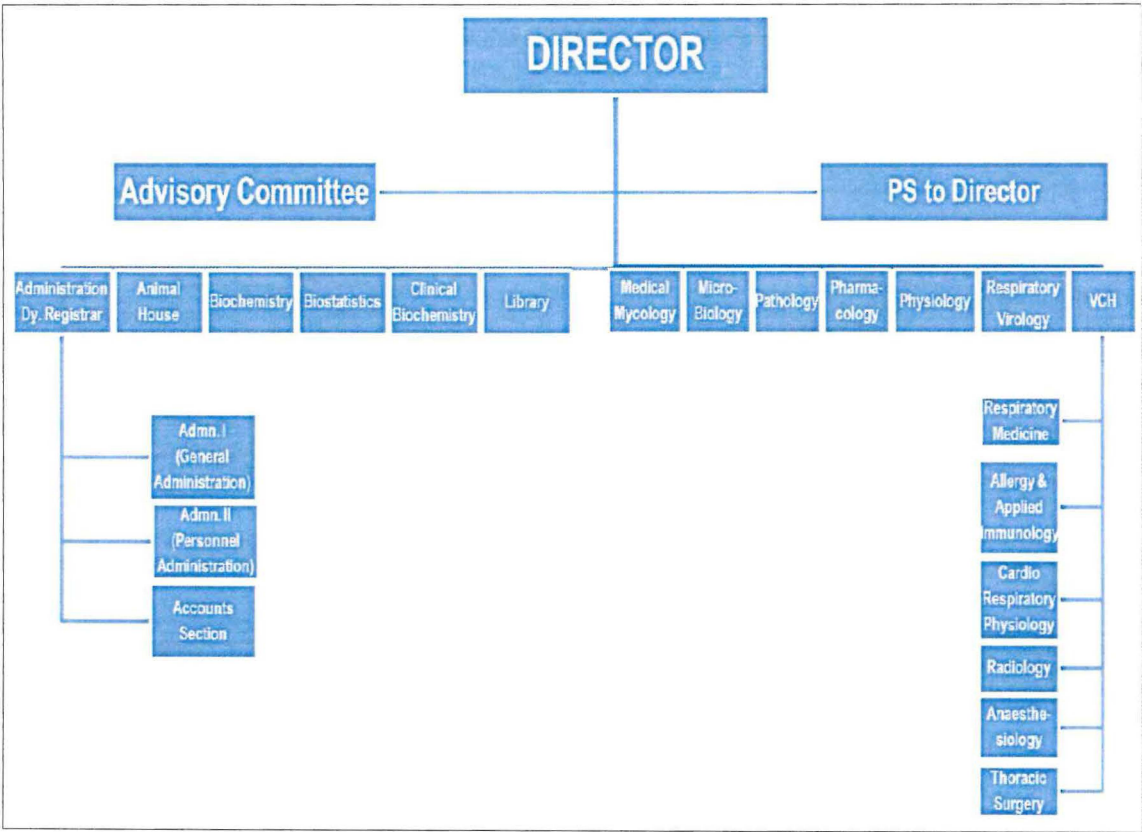 DIRECTOR
Advisory Committee
PS to Director
Administration
Dy. Registrar
Animal
House
Biochemistry
Biostatistics
Clinical
Biochemistry
Library
Medical
Mycology
Micro-
Biology
Pathology
Pharma-
cology
Physiology
Respiratory
Virology
VCH
Admn. I
(General
Administration)
Admn. II
(Personnel
Administration)
Accounts
Section
Respiratory
Medicine
Allergy &
Applied
Immunology
Cardio
Respiratory
Physiology
Radiology
Anaesthe-
siology
Thoracic
Surgery